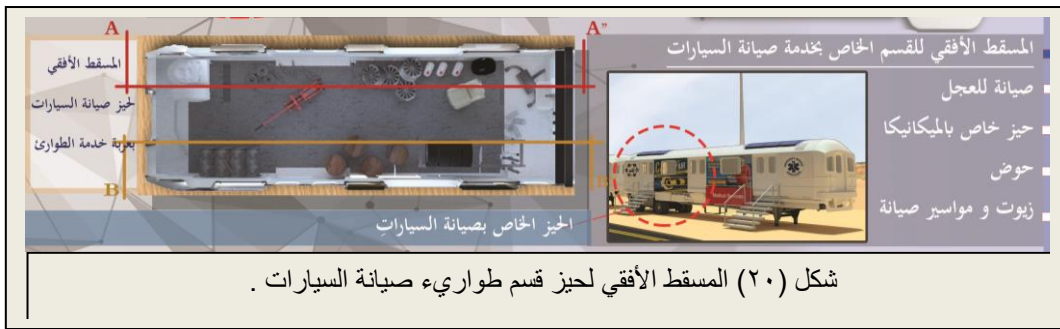 A
A"
المسقط الأفقي للقسم الخاص بخدمة صيانة السيارات
صيانة للعجل
حيز خاص بالميكانيكا
حوض
زيوت و مواسير صيانة
المسقط الأفقي
لحيز صيانة السيارات
بعربة خدمة الطوارئ
B
الحيز الخاص بصيانة السيارات
شكل (٢٠) المسقط الأفقي لحيز قسم طواريء صيانة السيارات .